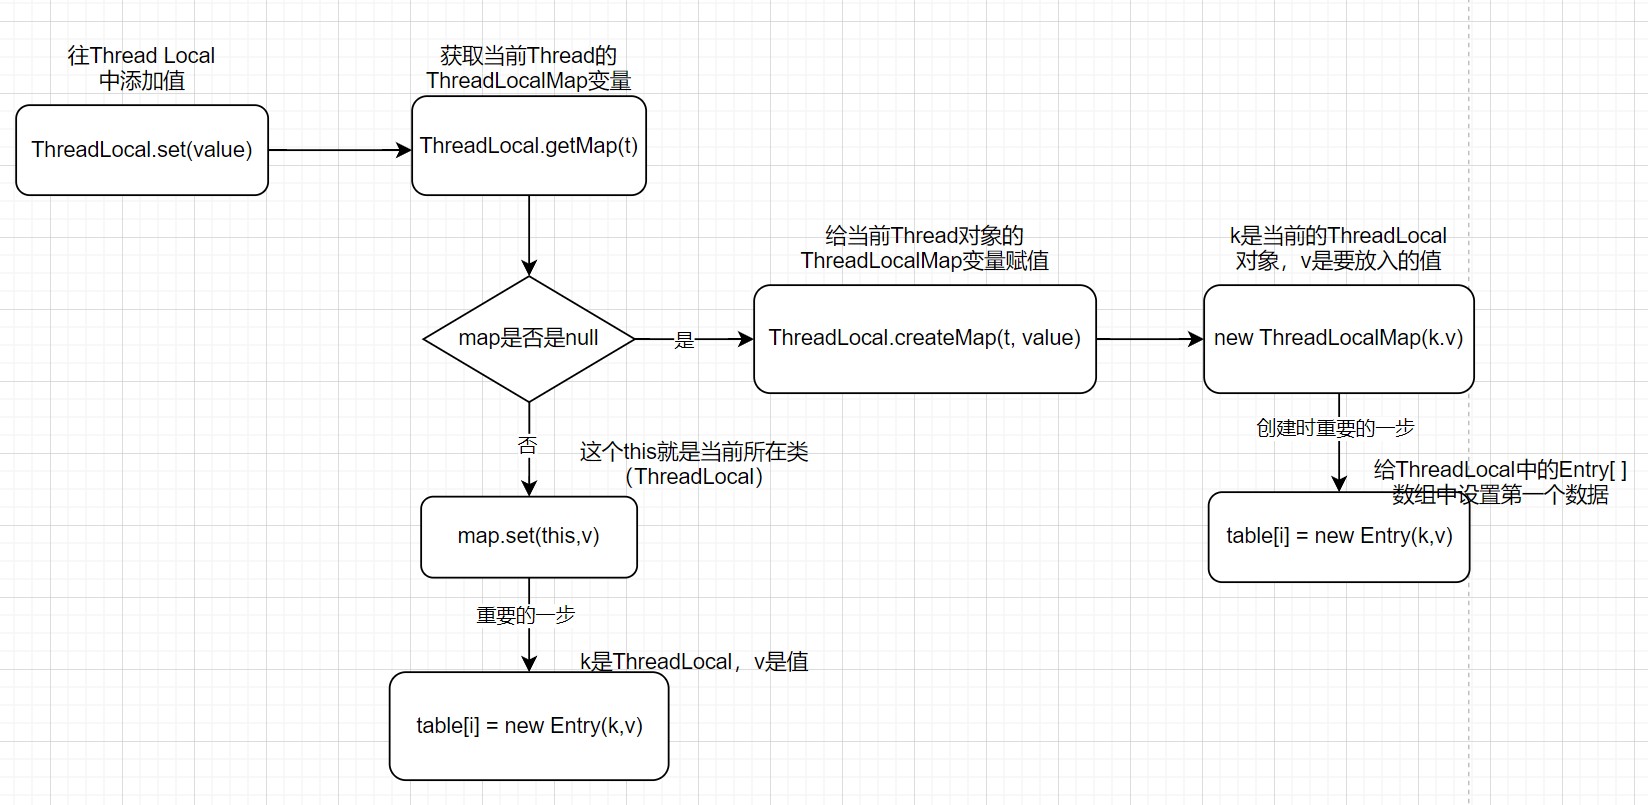 往Thread Local
中添加值
获取当前Thread的
ThreadLocalMap变量
ThreadLocal.set(value)
ThreadLocal.getMap(t)
给当前Thread对象的
ThreadLocalMap变量赋值
k是当前的ThreadLocal
对象，v是要放入的值
map是否是null
是
ThreadLocal.createMap(t, value)
new ThreadLocalMap(k.v)
否
这个this就是当前所在类
（ThreadLocal）
创建时重要的一步
给ThreadLocal中的Entry[ ]
数组中设置第一个数据
map.set(this,v)
table[i] = new Entry(k,v)
重要的一步
k是ThreadLocal，v是值
table[i] = new Entry(k,v)